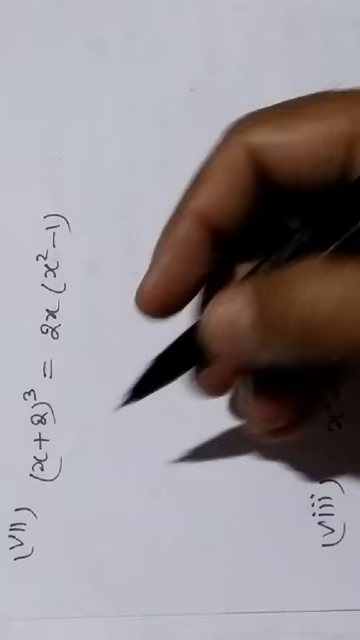 (VII) (x+2)³ = 2x (x²-1)
(viii) x